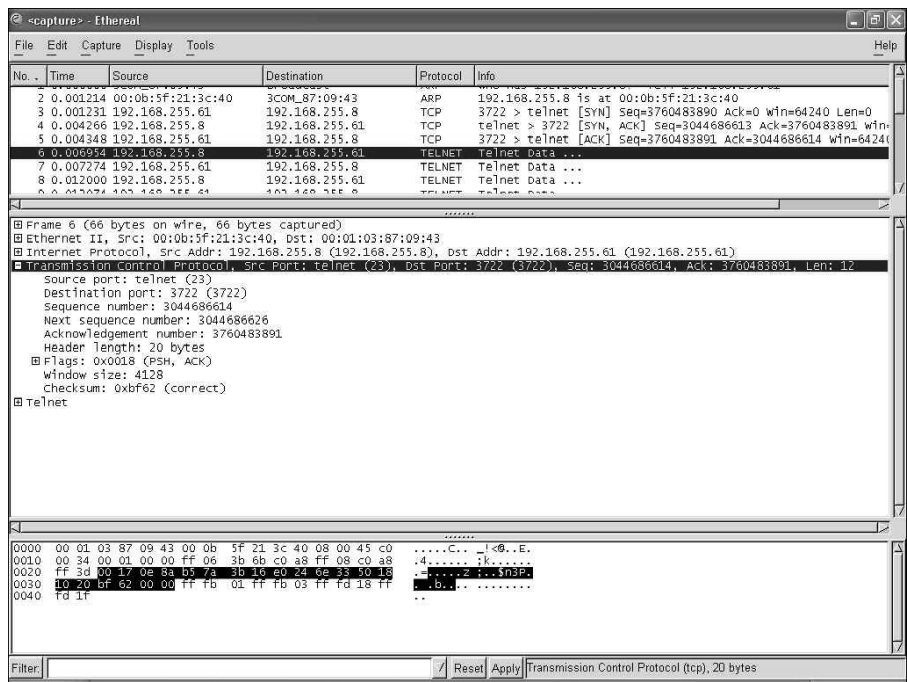 <capture> - Ethereal
File Edit Capture Display Tools Help
No. . Time Source Destination Protocol Info
2 0.001214 00:0b:5f:21:3c:40 3COM_87:09:43 ARP 192.168.255.8 is at 00:0b:5f:21:3c:40
3 0.001231 192.168.255.61 192.168.255.8 TCP 3722 > telnet [SYN] Seq=3760483890 Ack=0 Win=64240 Len=0
4 0.004266 192.168.255.8 192.168.255.61 TCP telnet > 3722 [SYN, ACK] Seq=3044686613 Ack=3760483891 Win=
5 0.004348 192.168.255.61 192.168.255.8 TCP 3722 > telnet [ACK] Seq=3760483891 Ack=3044686614 Win=64240
6 0.006954 192.168.255.8 192.168.255.61 TELNET Telnet Data ...
7 0.007274 192.168.255.61 192.168.255.8 TELNET Telnet Data ...
8 0.012000 192.168.255.8 192.168.255.61 TELNET Telnet Data ...
Frame 6 (66 bytes on wire, 66 bytes captured)
Ethernet II, Src: 00:0b:5f:21:3c:40, Dst: 00:01:03:87:09:43
Internet Protocol, Src Addr: 192.168.255.8 (192.168.255.8), Dst Addr: 192.168.255.61 (192.168.255.61)
Transmission Control Protocol, Src Port: telnet (23), Dst Port: 3722 (3722), Seq: 3044686614, Ack: 3760483891, Len: 12
Source port: telnet (23)
Destination port: 3722 (3722)
Sequence number: 3044686614
Next sequence number: 3044686626
Acknowledgement number: 3760483891
Header length: 20 bytes
Flags: 0x0018 (PSH, ACK)
Window size: 4128
Checksum: 0xbf62 (correct)
Telnet
0000 00 01 03 87 09 43 00 0b 5f 21 3c 40 08 00 45 c0 .....C.. _!<@..E.
0010 00 34 00 01 00 00 ff 06 3b 6b c0 a8 ff 08 c0 a8 .4...... ;k......
0020 ff 3d 00 17 0e 8a b5 7a 3b 16 e0 24 6e 33 50 18 .=.....z ;..$n3P.
0030 10 20 bf 62 00 00 ff fb 01 ff fb 03 ff fd 18 ff . .b.... ........
0040 fd 1f ..
Filter: Reset Apply Transmission Control Protocol (tcp), 20 bytes